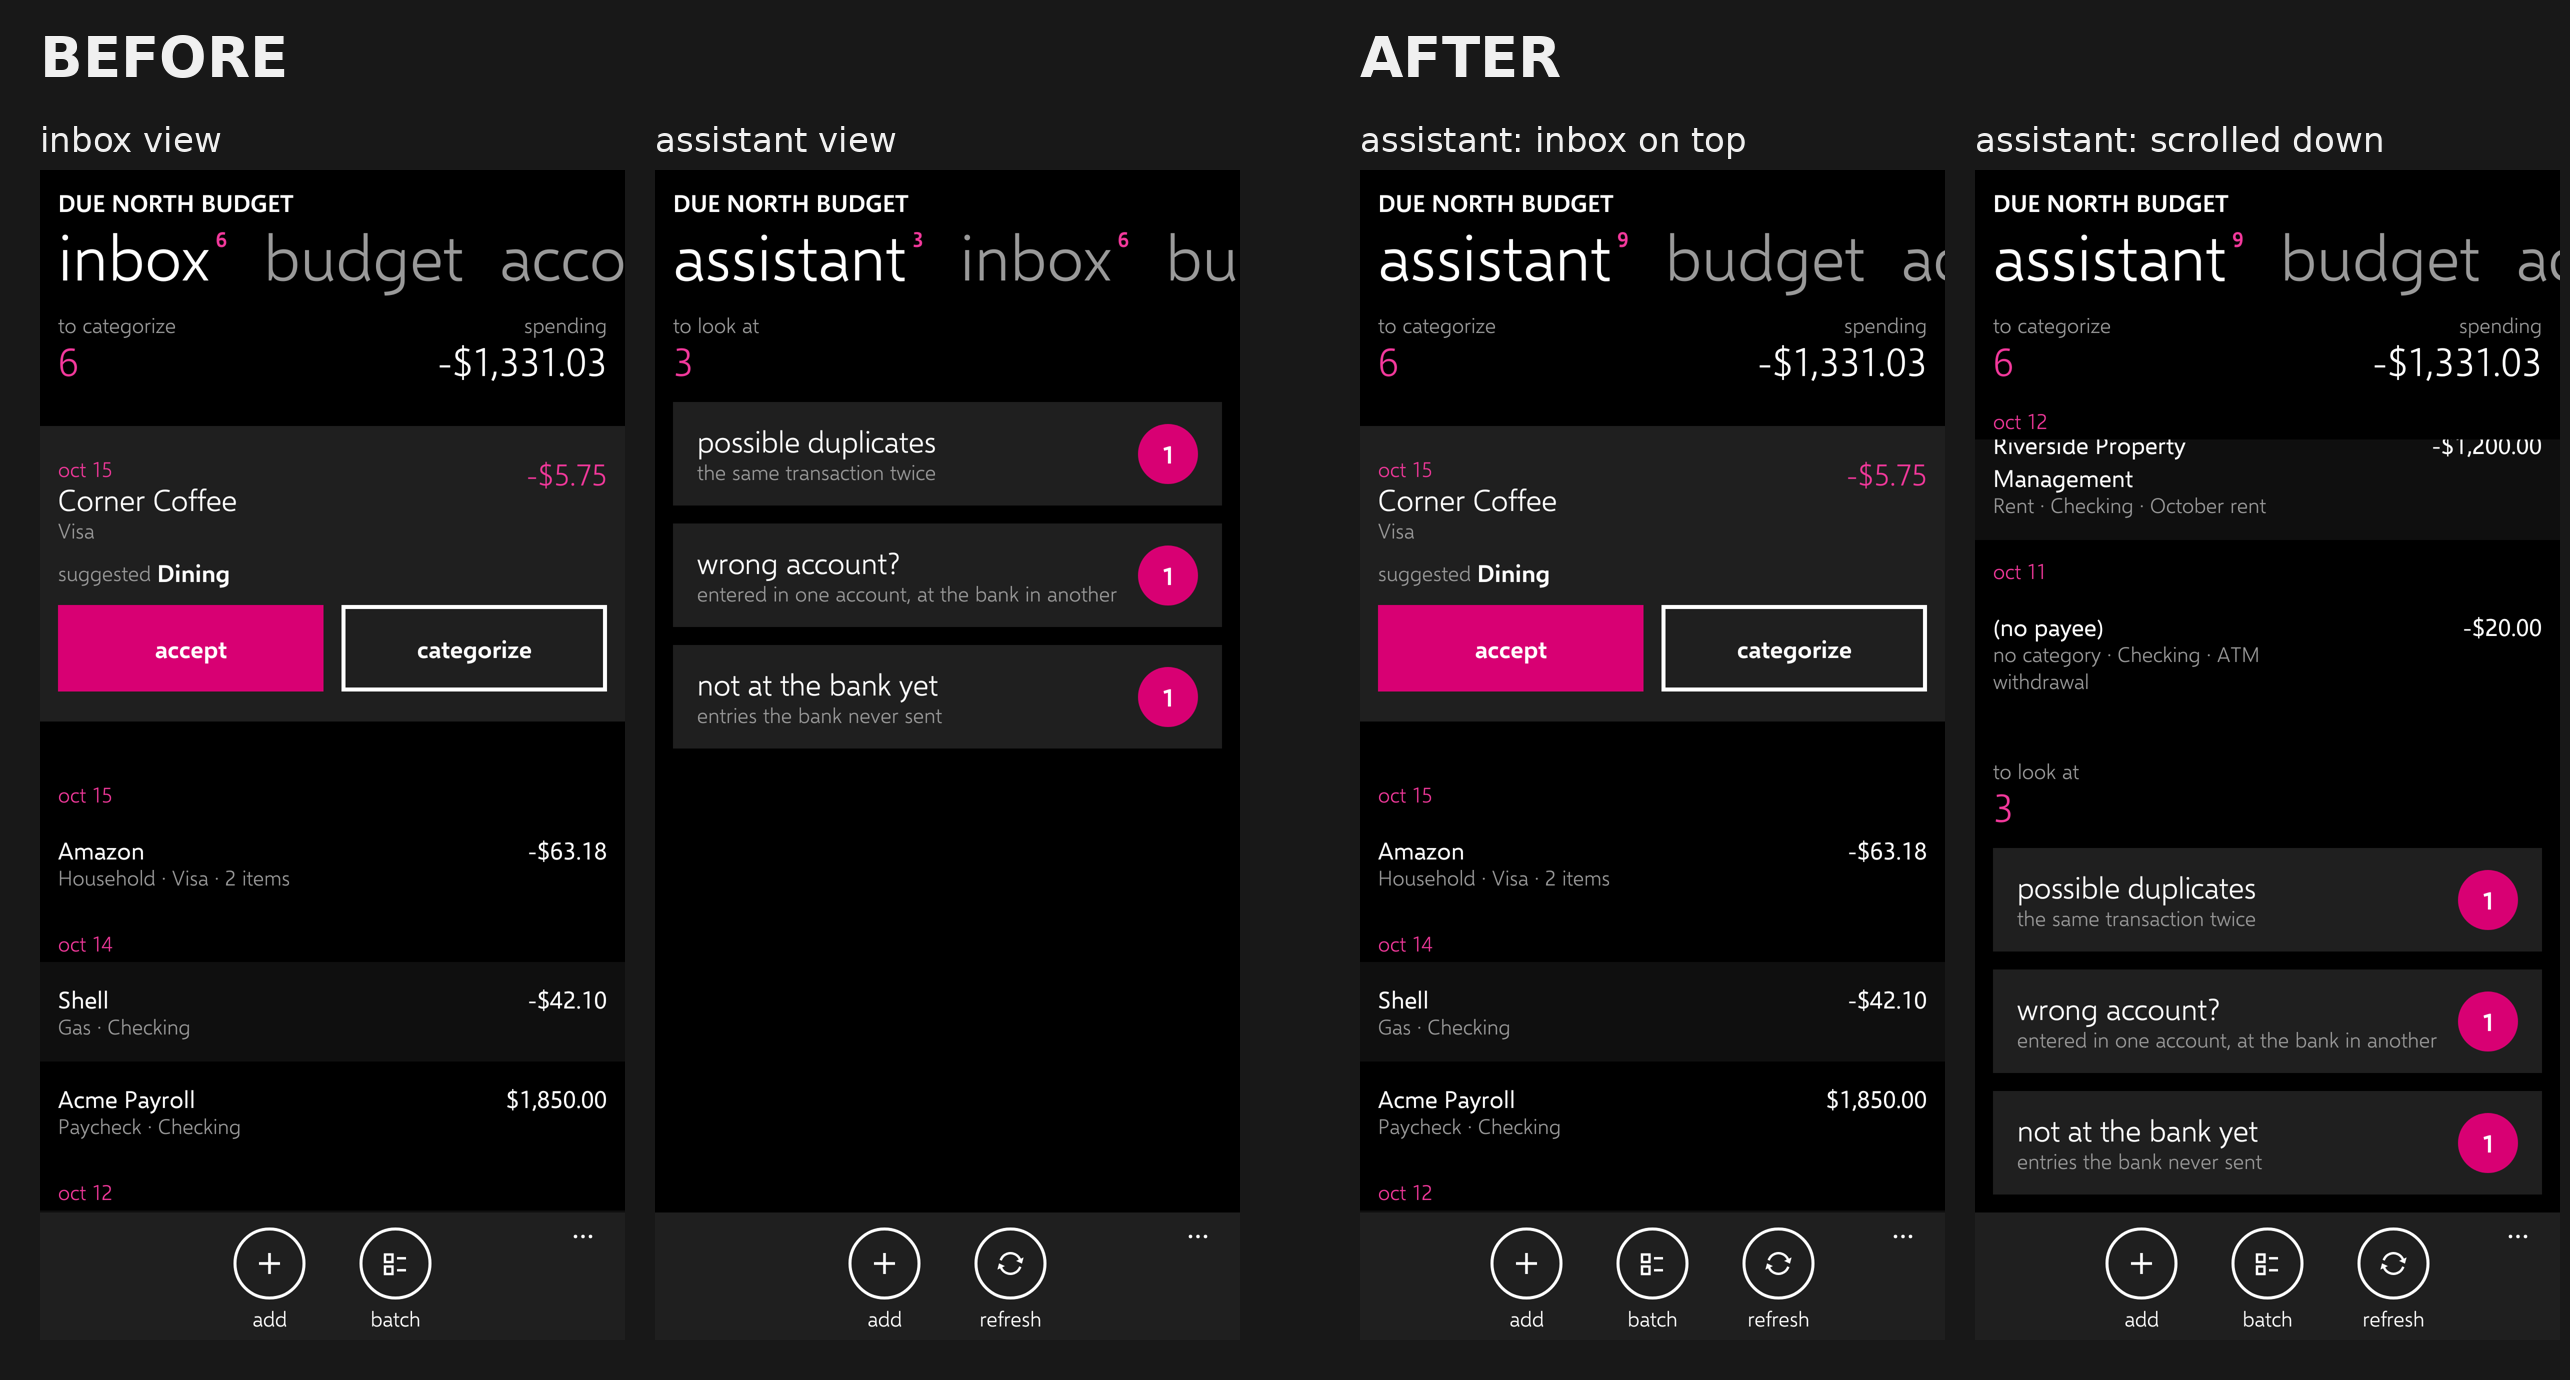 BEFORE
inbox view
DUE NORTH BUDGET
inbox 6 budget acco
to categorize spending
6 -$1,331.03
oct 15 -$5.75
Corner Coffee
Visa
suggested Dining
accept categorize
oct 15
Amazon -$63.18
Household · Visa · 2 items
oct 14
Shell -$42.10
Gas · Checking
Acme Payroll $1,850.00
Paycheck · Checking
oct 12
...
add batch
assistant view
DUE NORTH BUDGET
assistant 3 inbox 6 bu
to look at
3
possible duplicates 1
the same transaction twice
wrong account? 1
entered in one account, at the bank in another
not at the bank yet 1
entries the bank never sent
...
add refresh
AFTER
assistant: inbox on top
DUE NORTH BUDGET
assistant 9 budget ac
to categorize spending
6 -$1,331.03
oct 15 -$5.75
Corner Coffee
Visa
suggested Dining
accept categorize
oct 15
Amazon -$63.18
Household · Visa · 2 items
oct 14
Shell -$42.10
Gas · Checking
Acme Payroll $1,850.00
Paycheck · Checking
oct 12
...
add batch refresh
assistant: scrolled down
DUE NORTH BUDGET
assistant 9 budget ac
to categorize spending
6 -$1,331.03
oct 12
Riverside Property -$1,200.00
Management
Rent · Checking · October rent
oct 11
(no payee) -$20.00
no category · Checking · ATM
withdrawal
to look at
3
possible duplicates 1
the same transaction twice
wrong account? 1
entered in one account, at the bank in another
not at the bank yet 1
entries the bank never sent
...
add batch refresh